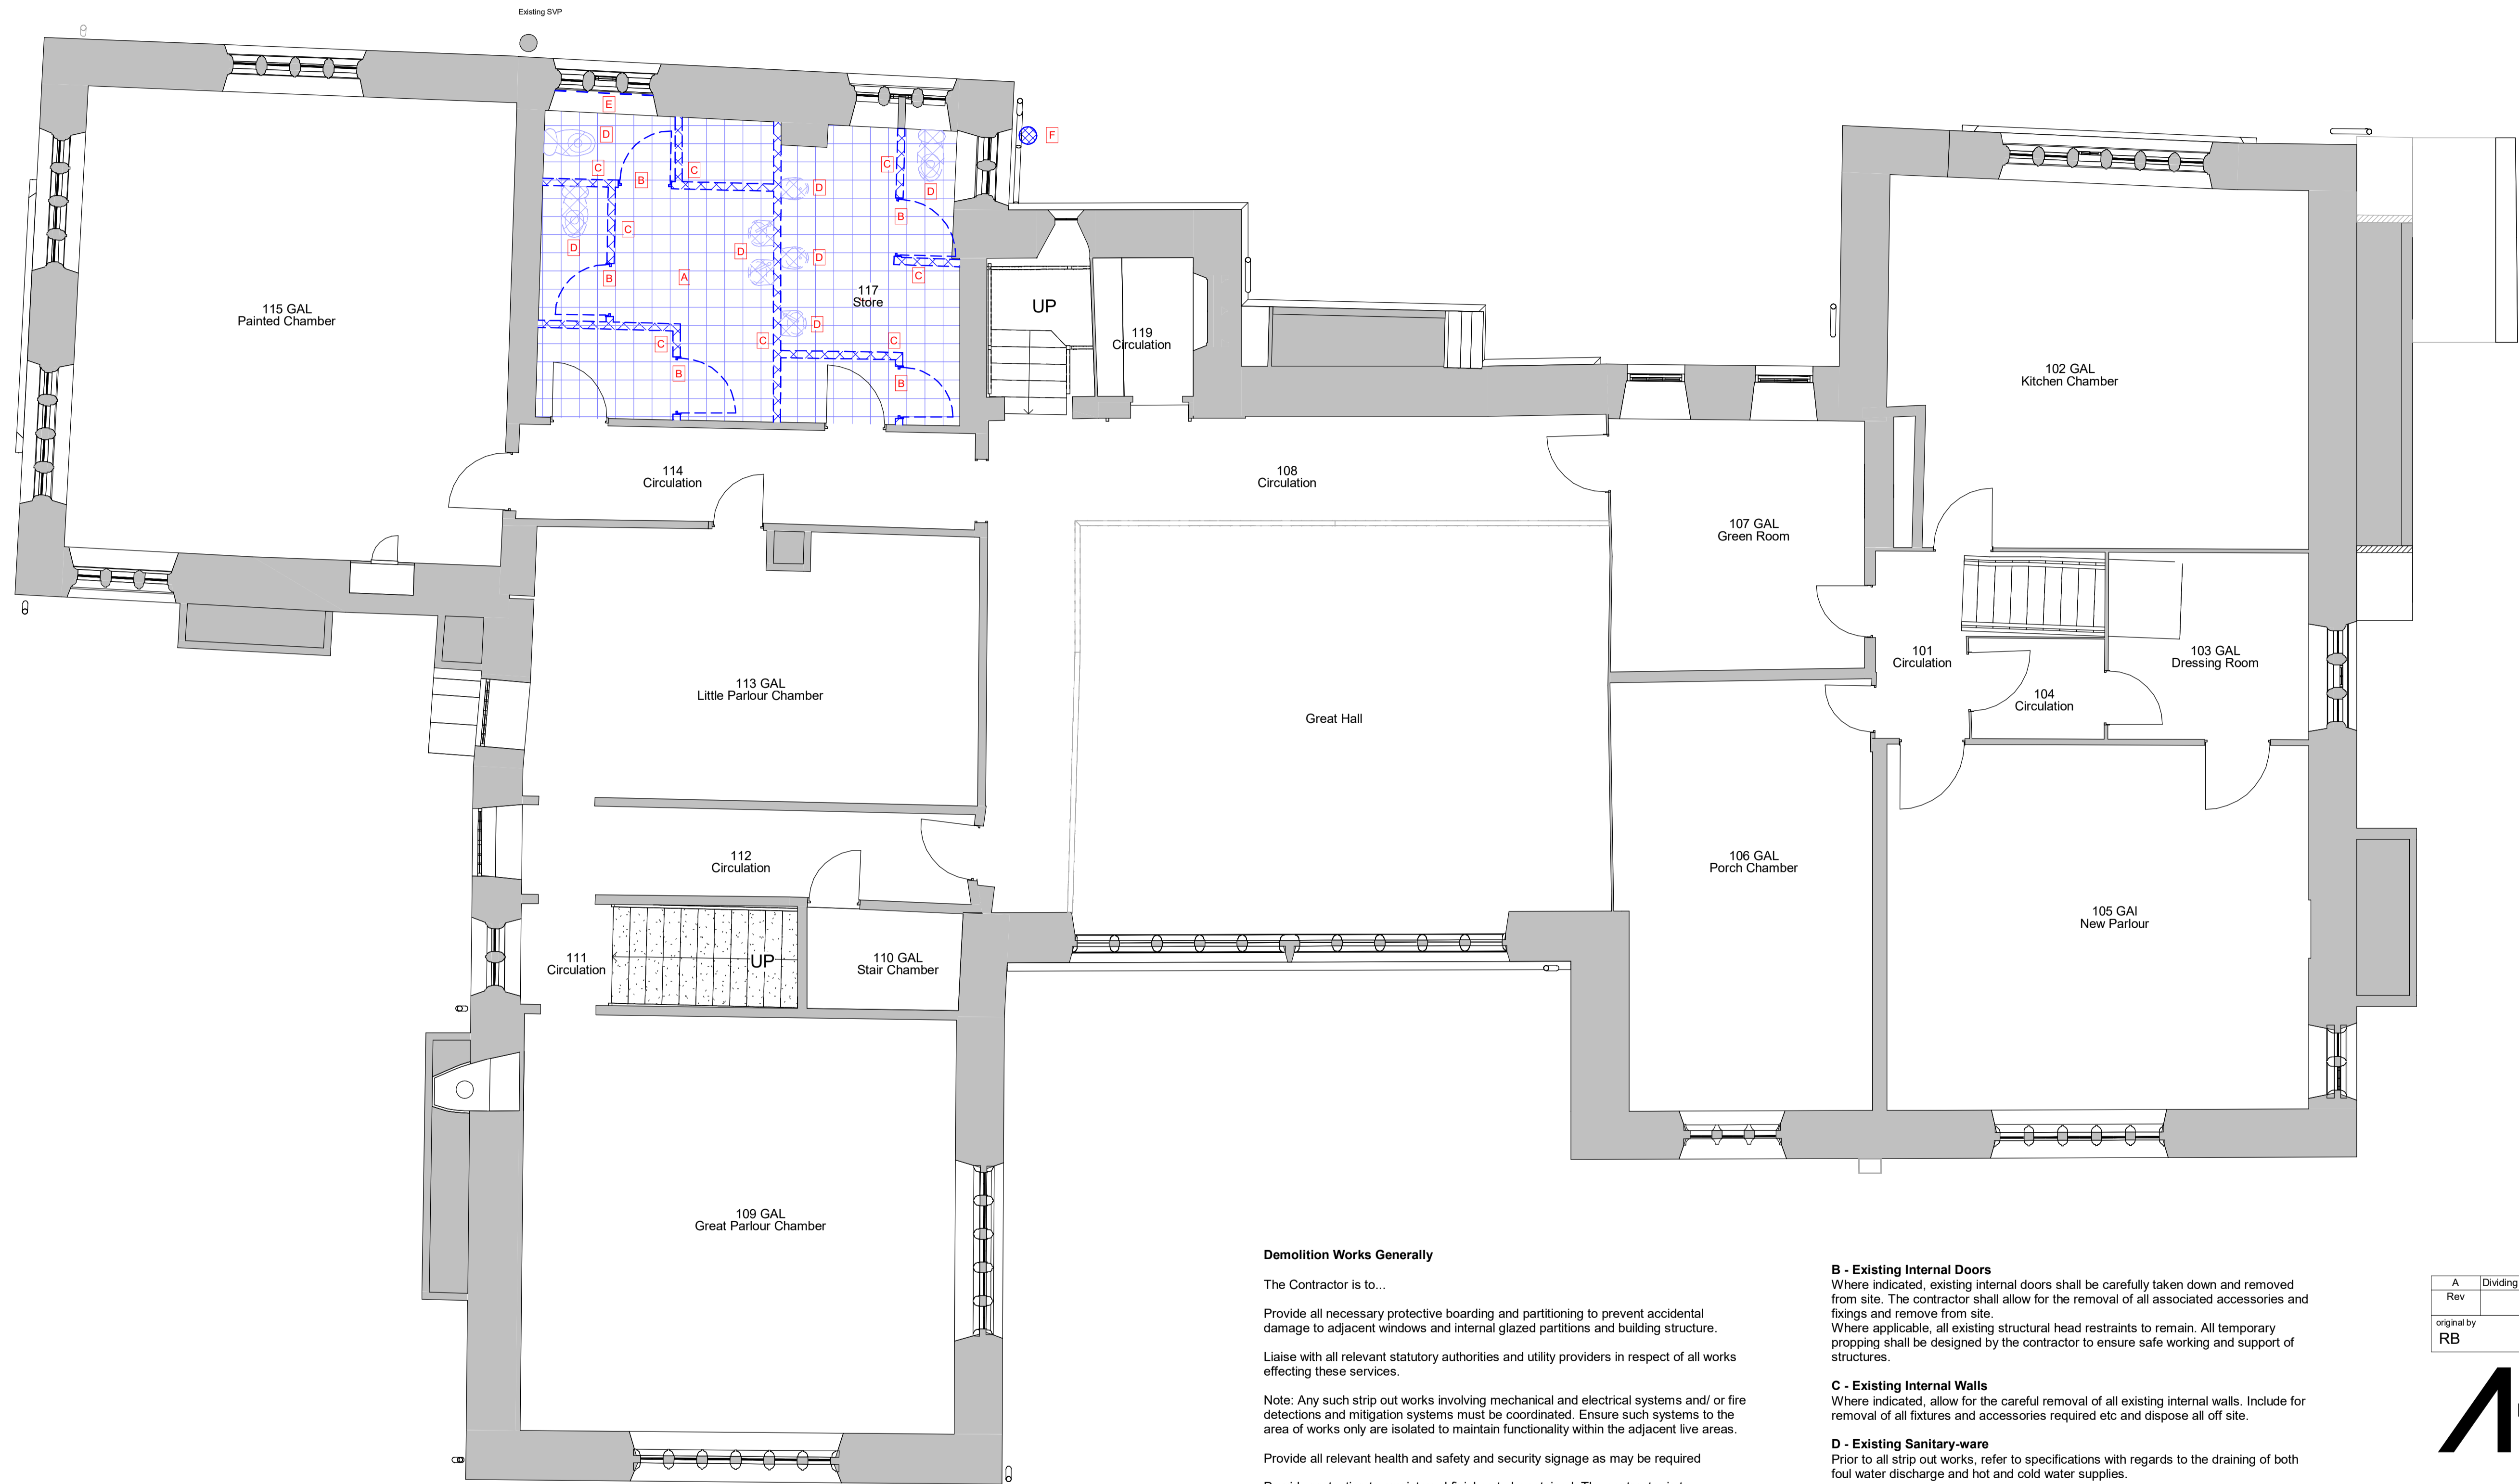 Existing SVP
E
D
F
C
C
C
B
D
D
B
C
D
D
D
C
B
A
117
Store
UP
115 GAL
Painted Chamber
119
Circulation
D
C
C
C
B
B
102 GAL
Kitchen Chamber
114
Circulation
108
Circulation
107 GAL
Green Room
101
Circulation
103 GAL
Dressing Room
113 GAL
Little Parlour Chamber
104
Circulation
Great Hall
112
Circulation
106 GAL
Porch Chamber
105 GAl
New Parlour
111
Circulation
UP
110 GAL
Stair Chamber
109 GAL
Great Parlour Chamber
Demolition Works Generally
The Contractor is to...
Provide all necessary protective boarding and partitioning to prevent accidental
damage to adjacent windows and internal glazed partitions and building structure.
Liaise with all relevant statutory authorities and utility providers in respect of all works
effecting these services.
Note: Any such strip out works involving mechanical and electrical systems and/ or fire
detections and mitigation systems must be coordinated. Ensure such systems to the
area of works only are isolated to maintain functionality within the adjacent live areas.
Provide all relevant health and safety and security signage as may be required
B - Existing Internal Doors
Where indicated, existing internal doors shall be carefully taken down and removed
from site. The contractor shall allow for the removal of all associated accessories and
fixings and remove from site.
Where applicable, all existing structural head restraints to remain. All temporary
propping shall be designed by the contractor to ensure safe working and support of
structures.
C - Existing Internal Walls
Where indicated, allow for the careful removal of all existing internal walls. Include for
removal of all fixtures and accessories required etc and dispose all off site.
D - Existing Sanitary-ware
Prior to all strip out works, refer to specifications with regards to the draining of both
foul water discharge and hot and cold water supplies.
A Dividing
Rev
original by
RB